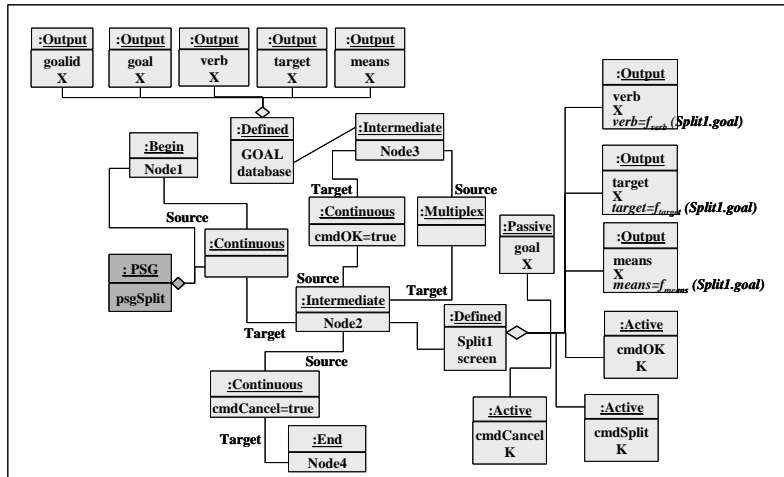 :Output
goalid
X
:Output
goal
X
:Output
verb
X
:Output
target
X
:Output
means
X
:Defined
GOAL
database
:Intermediate
Node3
:Begin
Node1
Source
:Continuous
: PSG
psgSplit
Target
Target
:Continuous
cmdOK=true
Source
Source
:Multiplex
Target
:Intermediate
Node2
Source
:Continuous
cmdCancel=true
Target
:End
Node4
:Passive
goal
X
:Defined
Split1
screen
:Active
cmdCancel
K
:Active
cmdSplit
K
:Output
verb
X
verb=fverb (Split1.goal)
:Output
target
X
target=ftarget (Split1.goal)
:Output
means
X
means=fmeans (Split1.goal)
:Active
cmdOK
K